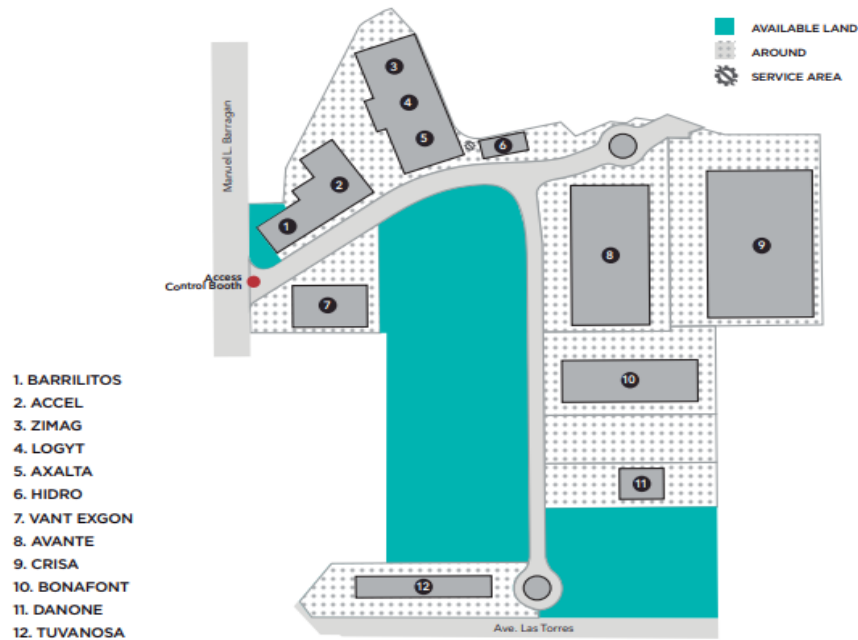 AVAILABLE LAND
AROUND
SERVICE AREA
Manuel L. Barragan
3
4
5
6
2
1
8
9
Access
Control Booth
7
10
11
12
Ave. Las Torres
1. BARRILITOS
2. ACCEL
3. ZIMAG
4. LOGYT
5. AXALTA
6. HIDRO
7. VANT EXGON
8. AVANTE
9. CRISA
10. BONAFONT
11. DANONE
12. TUVANOSA